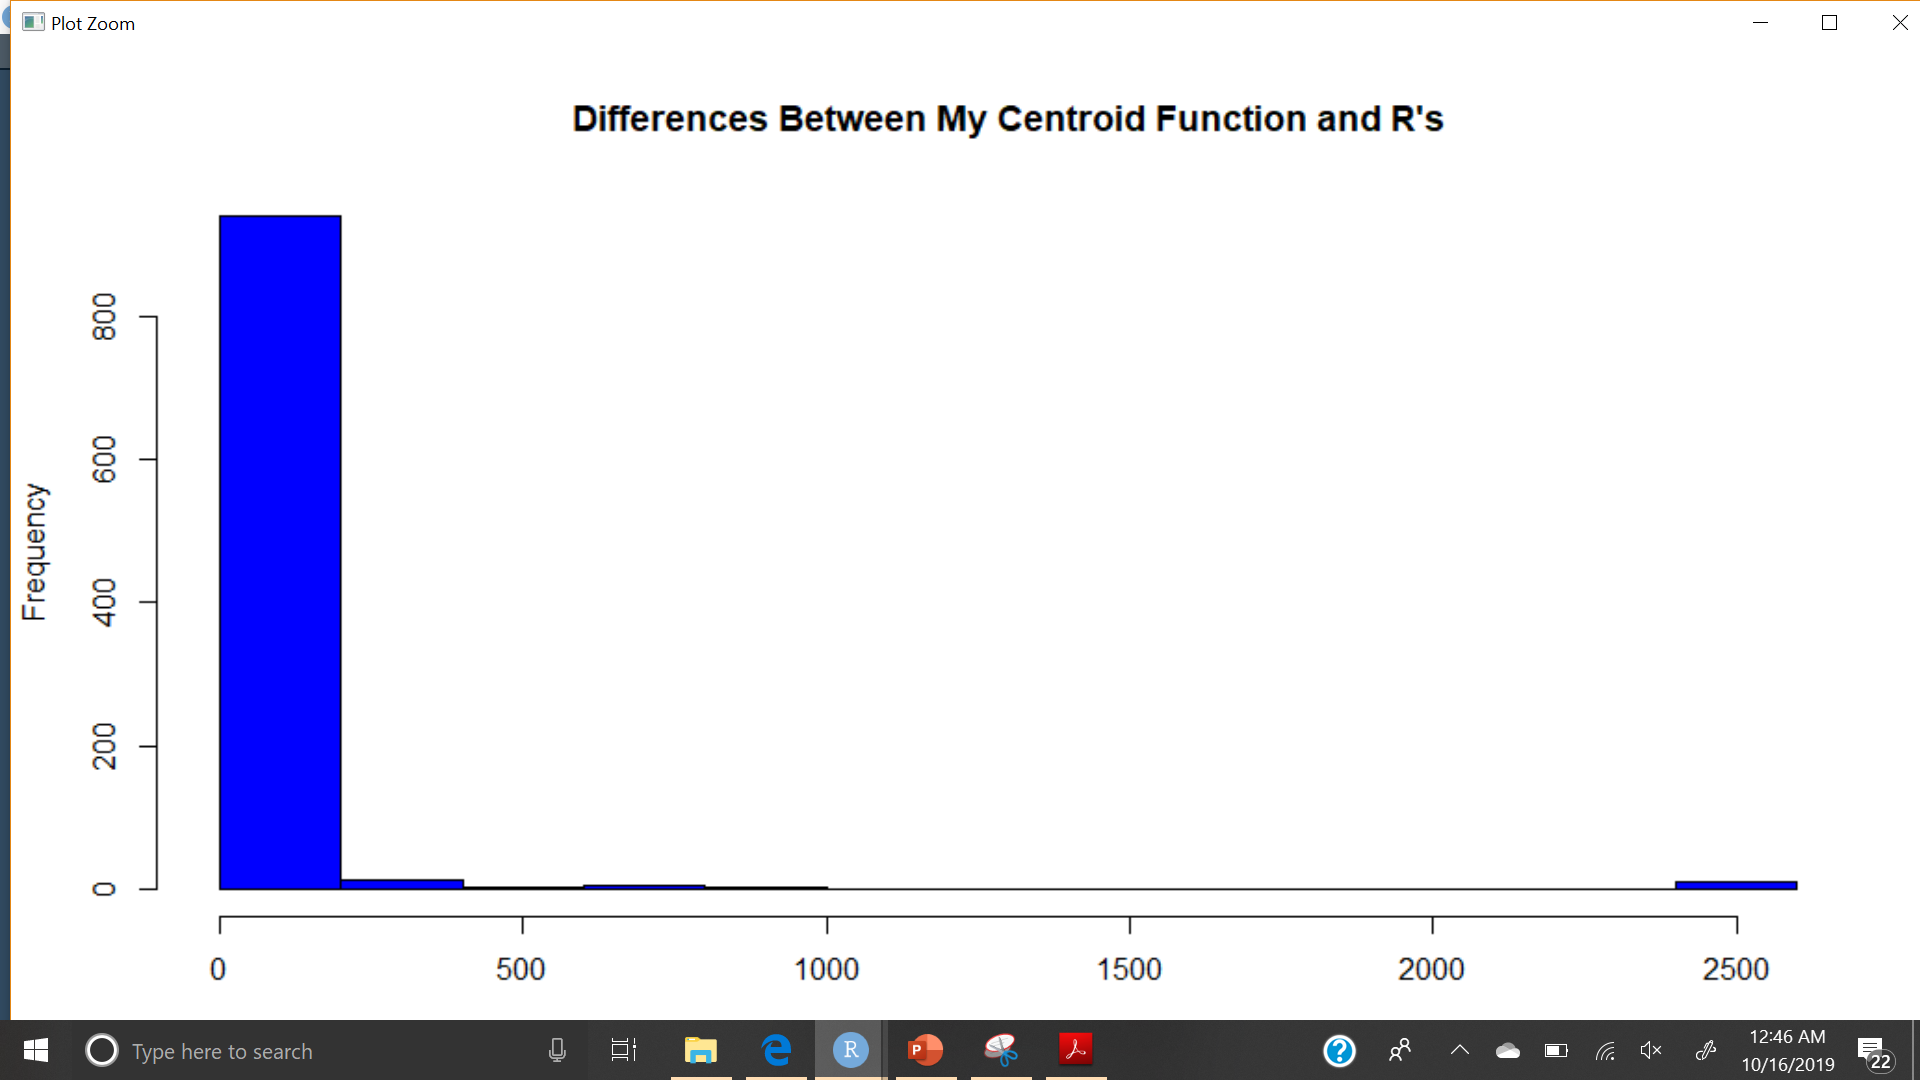 Plot Zoom
Differences Between My Centroid Function and R's
Frequency
800
600
400
200
0
0 500 1000 1500 2000 2500
Type here to search
R
P
?
12:46 AM
10/16/2019
22